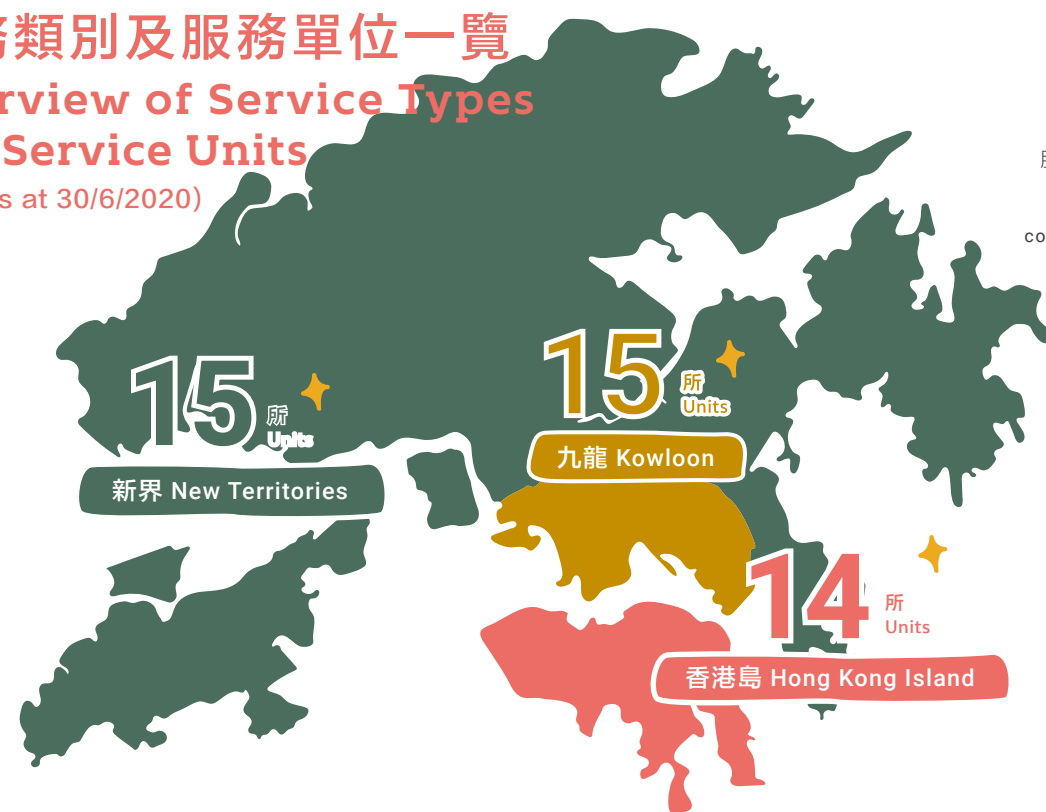 類別及服務單位一覽
rview of Service Types
Service Units
s at 30/6/2020)
co
15 所
Units
新界 New Territories
15 所
Units
九龍 Kowloon
14 所
Units
香港島 Hong Kong Island